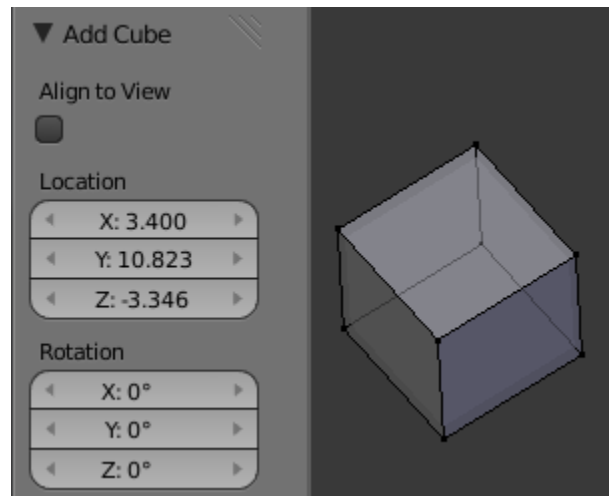 Add Cube
Align to View
Location
X: 3.400
Y: 10.823
Z: -3.346
Rotation
X: 0°
Y: 0°
Z: 0°